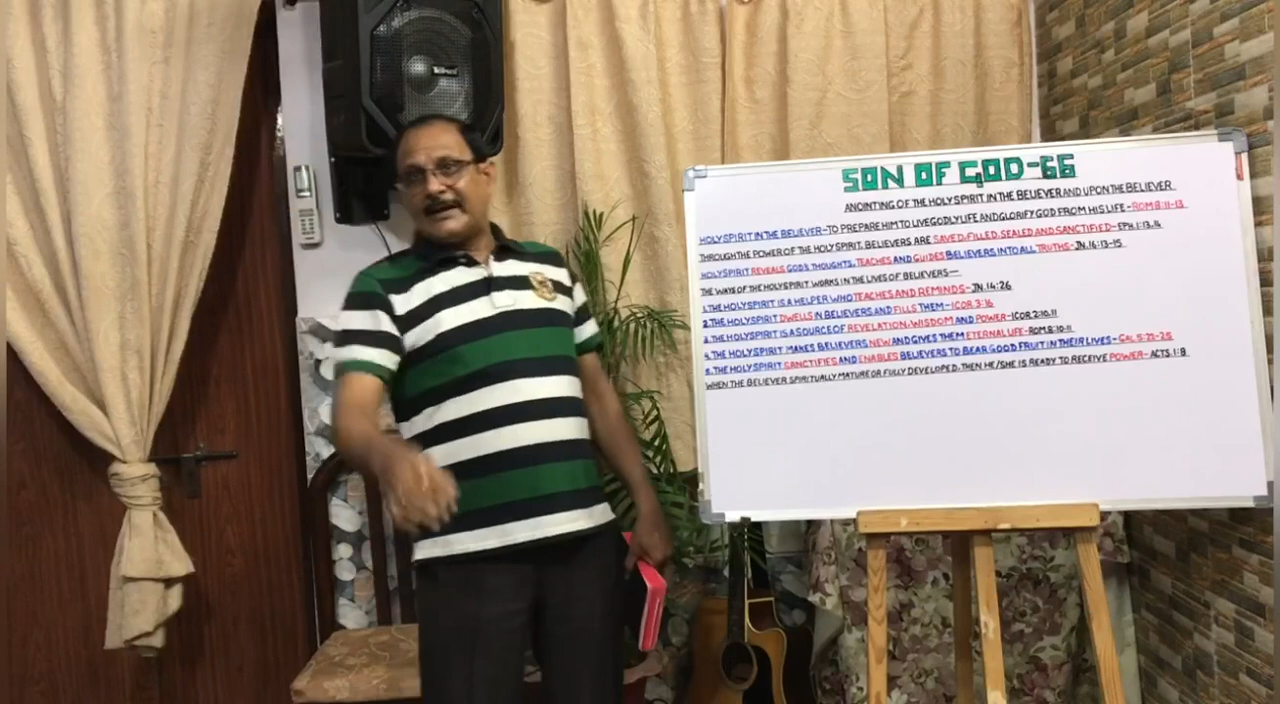 SON OF GOD-66
ANOINTING OF THE HOLY SPIRIT IN THE BELIEVER AND UPON THE BELIEVER
HOLY SPIRIT IN THE BELIEVER-TO PREPARE HIM TO LIVE GODLY LIFE AND GLORIFY GOD FROM HIS LIFE-ROM 8:11-13
THROUGH THE POWER OF THE HOLY SPIRIT, BELIEVERS ARE SAVED, FILLED, SEALED AND SANCTIFIED-EPH.1:13,14
HOLY SPIRIT REVEALS GOD'S THOUGHTS, TEACHES AND GUIDES BELIEVERS INTO ALL TRUTHS-JN.16:13-15
THE WAYS OF THE HOLY SPIRIT WORKS IN THE LIVES OF BELIEVERS—
1.THE HOLY SPIRIT IS A HELPER WHO TEACHES AND REMINDS-JN.14:26
2.THE HOLY SPIRIT DWELLS IN BELIEVERS AND FILLS THEM-1COR.3:16
3.THE HOLY SPIRIT IS A SOURCE OF REVELATION, WISDOM AND POWER-1COR 2:10,11
4.THE HOLY SPIRIT MAKES BELIEVERS NEW AND GIVES THEM ETERNAL LIFE-ROM.8:10-11
5.THE HOLY SPIRIT SANCTIFIES AND ENABLES BELIEVERS TO BEAR GOOD FRUIT IN THEIR LIVES-GAL 5:22-25
WHEN THE BELIEVER SPIRITUALLY MATURE OR FULLY DEVELOPED, THEN HE/SHE IS READY TO RECEIVE POWER-ACTS.1:8